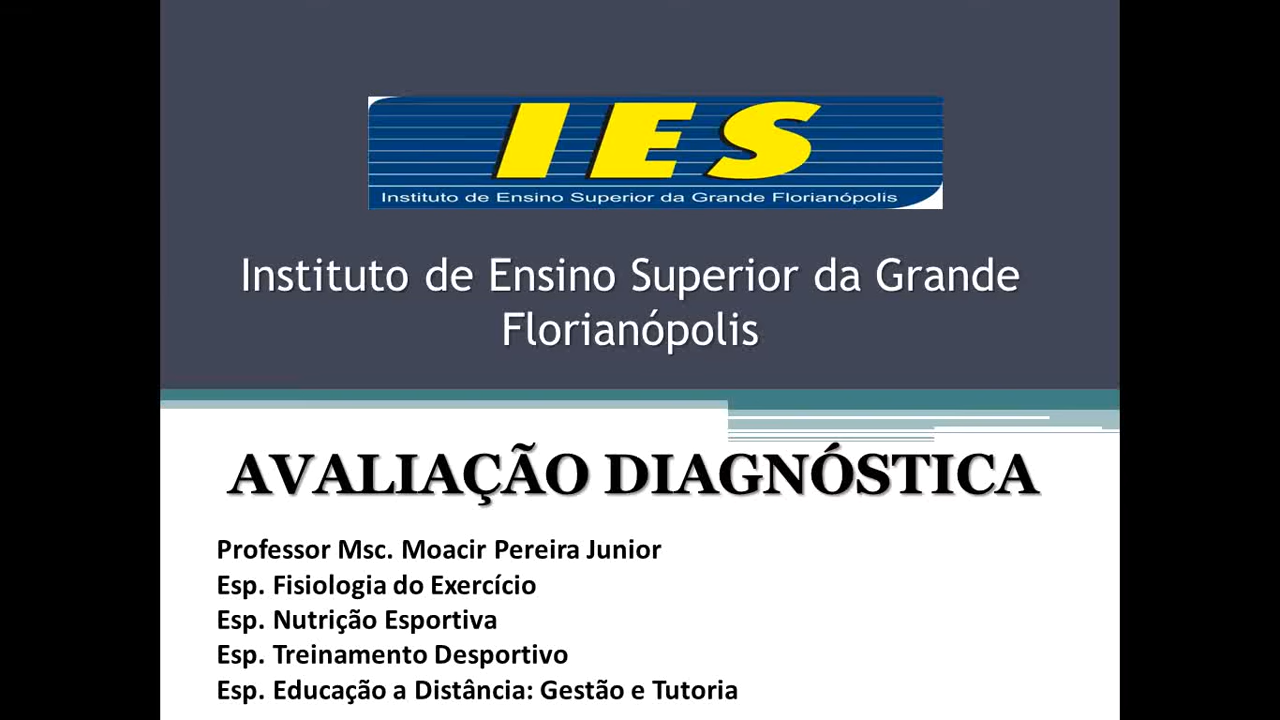 IES
Instituto de Ensino Superior da Grande Florianópolis
Instituto de Ensino Superior da Grande
Florianópolis
AVALIAÇÃO DIAGNÓSTICA
Professor Msc. Moacir Pereira Junior
Esp. Fisiologia do Exercício
Esp. Nutrição Esportiva
Esp. Treinamento Desportivo
Esp. Educação a Distância: Gestão e Tutoria